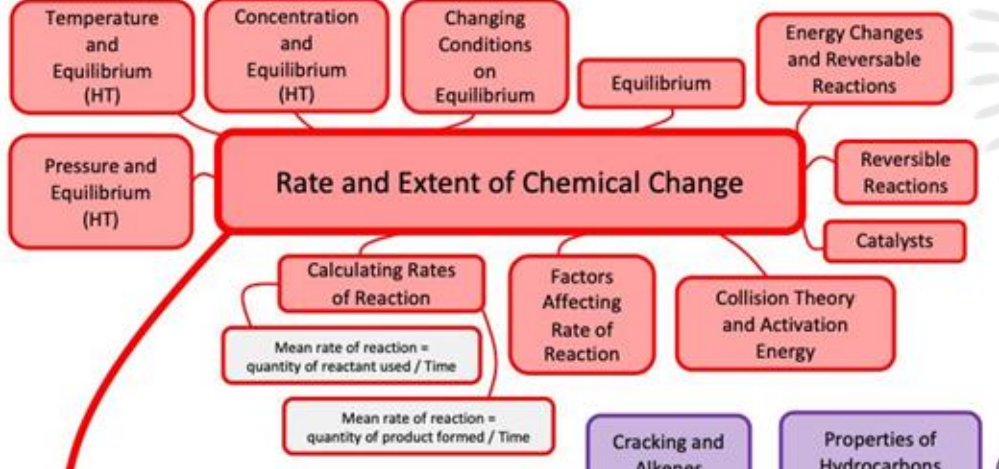 Temperature
and
Equilibrium
(HT)
Concentration
and
Equilibrium
(HT)
Changing
Conditions
on
Equilibrium
Equilibrium
Energy Changes
and Reversable
Reactions
Pressure and
Equilibrium
(HT)
Rate and Extent of Chemical Change
Reversible
Reactions
Catalysts
Calculating Rates
of Reaction
Factors
Affecting
Rate of
Reaction
Collision Theory
and Activation
Energy
Mean rate of reaction =
quantity of reactant used / Time
Mean rate of reaction =
quantity of product formed / Time
Cracking and
Alkenes
Properties of
Hydrocarbons